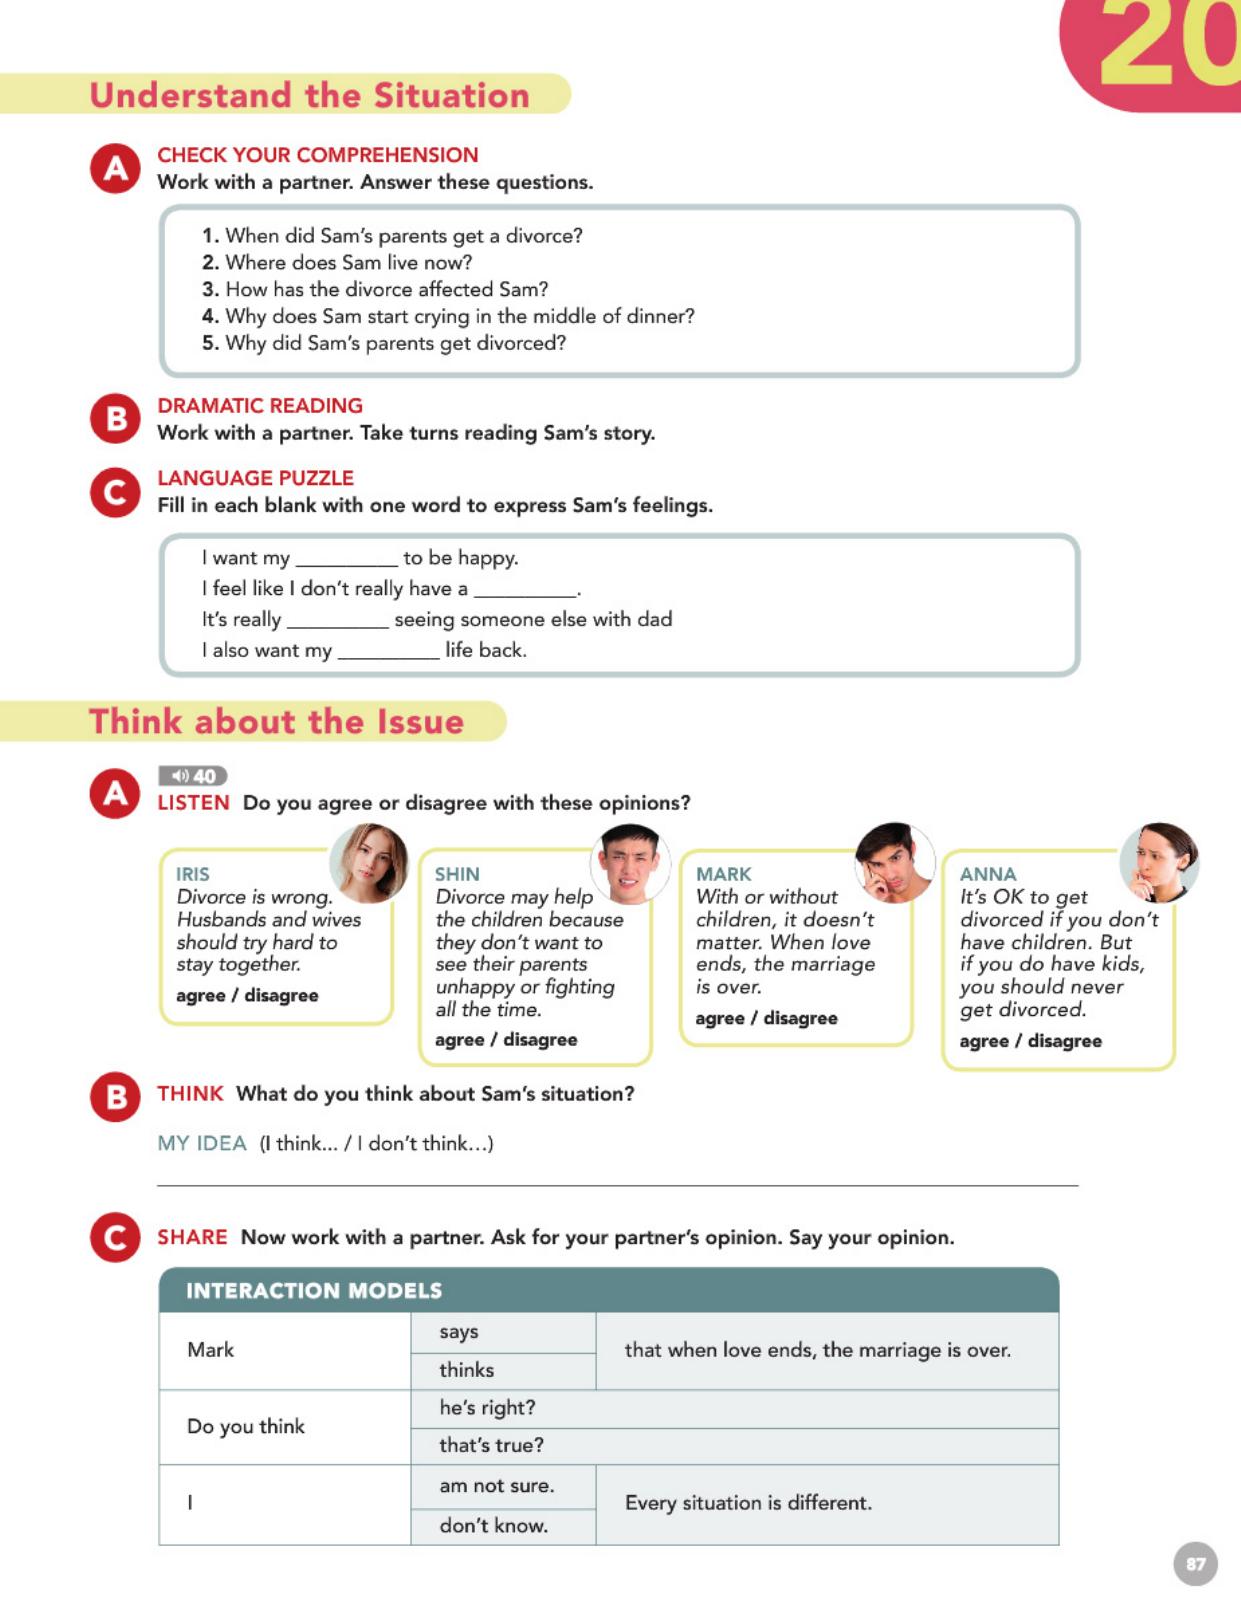 20
Understand the Situation
A
CHECK YOUR COMPREHENSION
Work with a partner. Answer these questions.
1. When did Sam's parents get a divorce?
2. Where does Sam live now?
3. How has the divorce affected Sam?
4. Why does Sam start crying in the middle of dinner?
5. Why did Sam's parents get divorced?
B
DRAMATIC READING
Work with a partner. Take turns reading Sam's story.
C
LANGUAGE PUZZLE
Fill in each blank with one word to express Sam's feelings.
I want my __________ to be happy.
I feel like I don't really have a __________.
It's really __________ seeing someone else with dad
I also want my __________ life back.
Think about the Issue
A
40
LISTEN Do you agree or disagree with these opinions?
IRIS
Divorce is wrong.
Husbands and wives
should try hard to
stay together.
agree / disagree
SHIN
Divorce may help
the children because
they don't want to
see their parents
unhappy or fighting
all the time.
agree / disagree
MARK
With or without
children, it doesn't
matter. When love
ends, the marriage
is over.
agree / disagree
ANNA
It's OK to get
divorced if you don't
have children. But
if you do have kids,
you should never
get divorced.
agree / disagree
B
THINK What do you think about Sam's situation?
MY IDEA (I think... / I don't think...)
C
SHARE Now work with a partner. Ask for your partner's opinion. Say your opinion.
INTERACTION MODELS
Mark
says
thinks
that when love ends, the marriage is over.
Do you think
he's right?
that's true?
I
am not sure.
don't know.
Every situation is different.
87